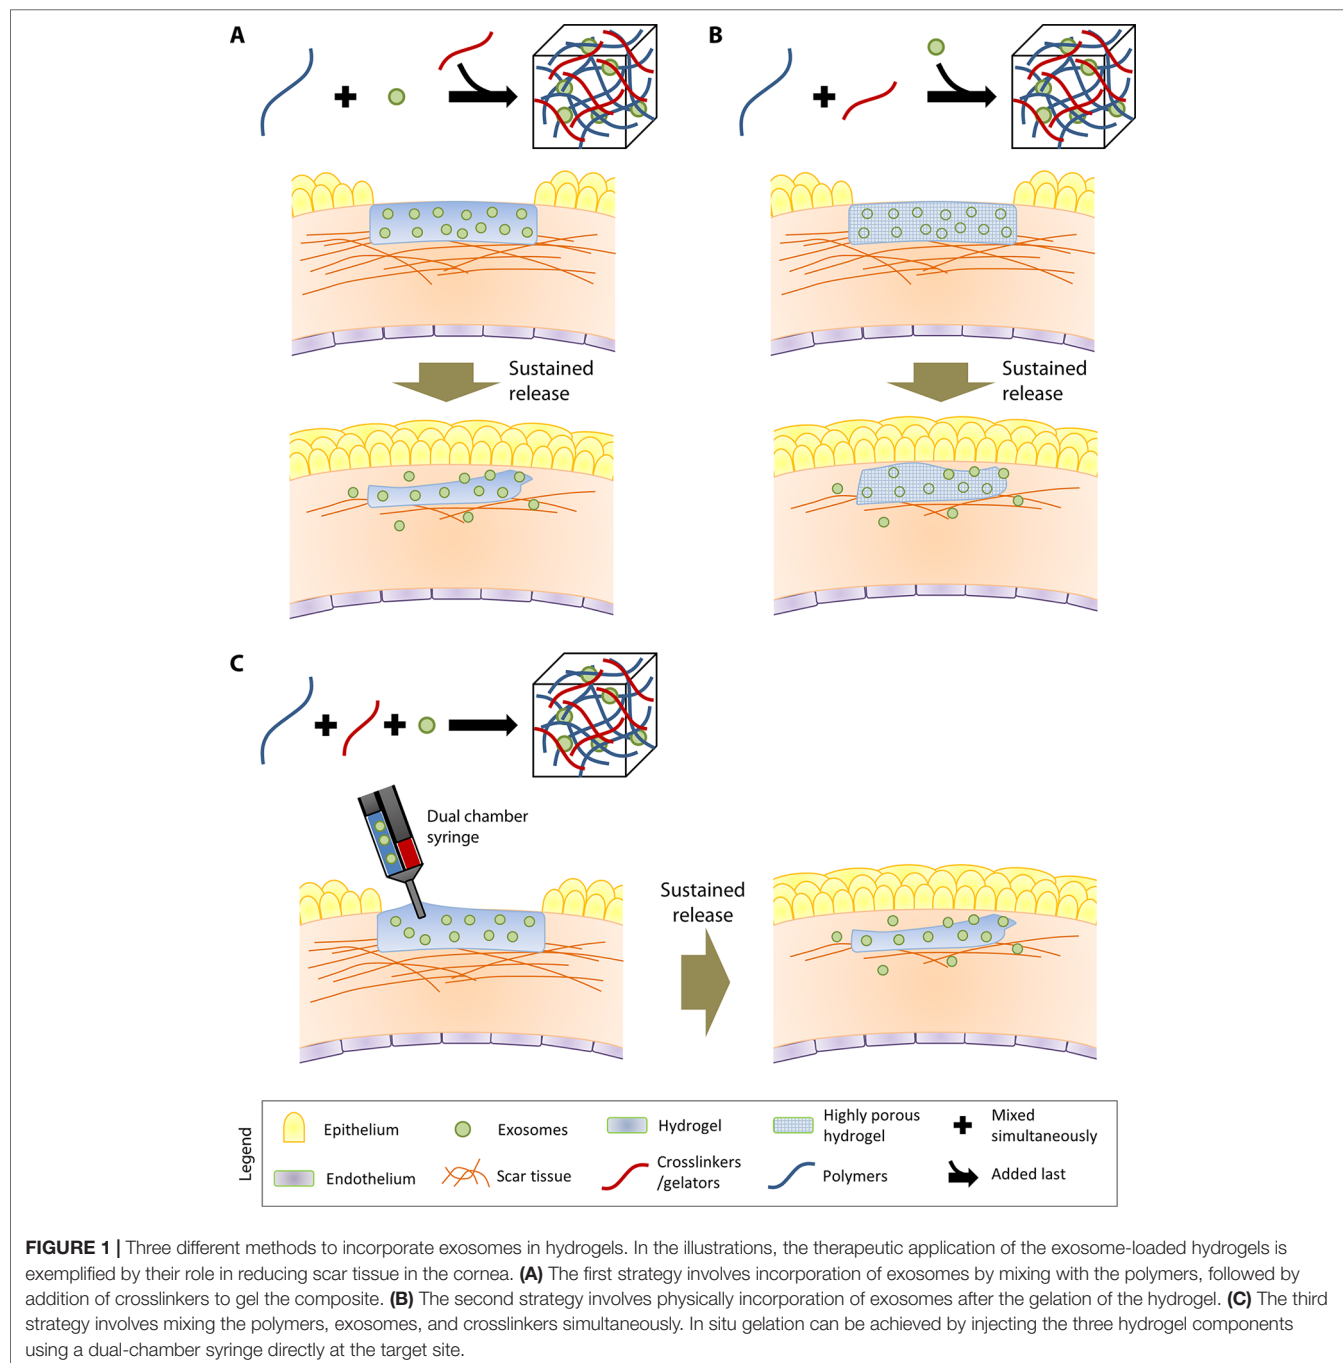 A
B
Sustained
release
Sustained
release
C
Dual chamber
syringe
Sustained
release
Legend
Epithelium
Exosomes
Hydrogel
Highly porous
hydrogel
Mixed
simultaneously
Endothelium
Scar tissue
Crosslinkers
/gelators
Polymers
Added last
FIGURE 1 | Three different methods to incorporate exosomes in hydrogels. In the illustrations, the therapeutic application of the exosome-loaded hydrogels is
exemplified by their role in reducing scar tissue in the cornea. (A) The first strategy involves incorporation of exosomes by mixing with the polymers, followed by
addition of crosslinkers to gel the composite. (B) The second strategy involves physically incorporation of exosomes after the gelation of the hydrogel. (C) The third
strategy involves mixing the polymers, exosomes, and crosslinkers simultaneously. In situ gelation can be achieved by injecting the three hydrogel components
using a dual-chamber syringe directly at the target site.